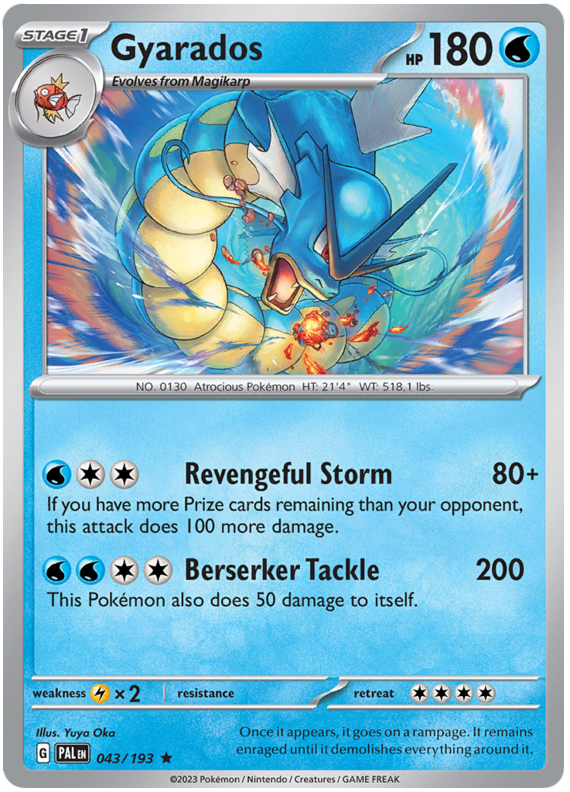 STAGE1
Gyarados
HP 180
Evolves from Magikarp
NO. 0130 Atrocious Pokémon HT: 21'4" WT: 518.1 lbs.
Revengeful Storm 80+
If you have more Prize cards remaining than your opponent,
this attack does 100 more damage.
Berserker Tackle 200
This Pokémon also does 50 damage to itself.
weakness ×2 resistance retreat
Illus. Yuya Oka
Once it appears, it goes on a rampage. It remains
enraged until it demolishes everything around it.
G PAL EN 043/193 ★
©2023 Pokémon / Nintendo / Creatures / GAME FREAK